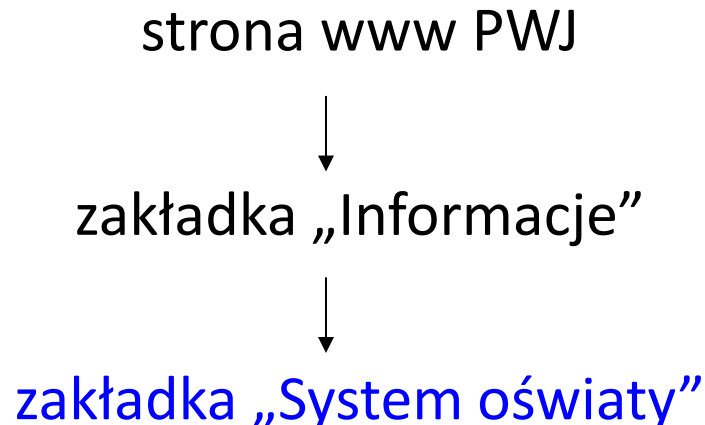 strona www PWJ
zakładka „Informacje”
zakładka „System oświaty”